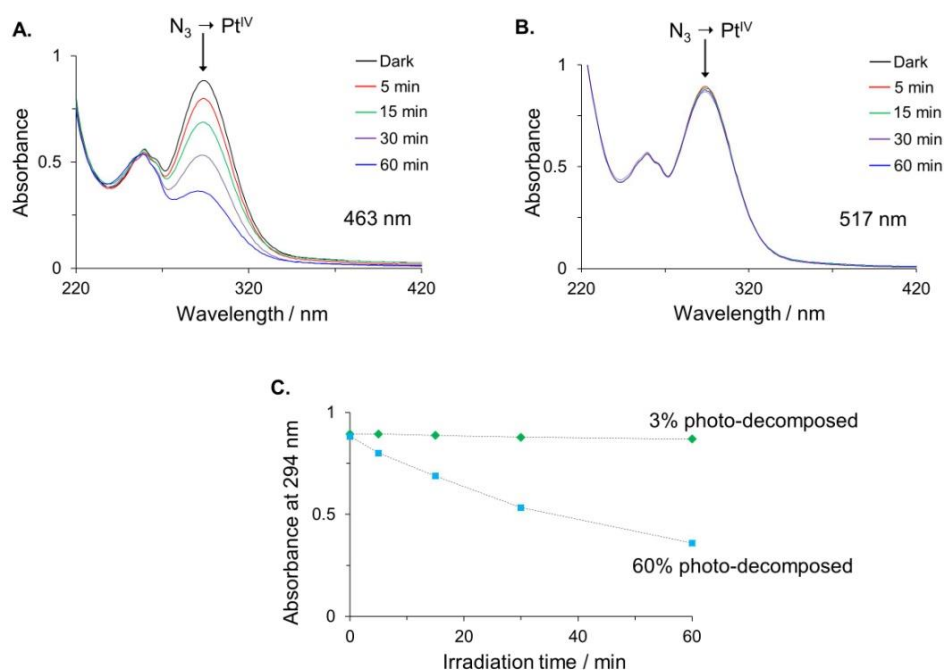 A.
N₃ → Ptᴵⱽ
1
0.5
0
Absorbance
Dark
5 min
15 min
30 min
60 min
463 nm
220
320
420
Wavelength / nm
B.
N₃ → Ptᴵⱽ
1
0.5
0
Absorbance
Dark
5 min
15 min
30 min
60 min
517 nm
220
320
420
Wavelength / nm
C.
1
0.5
0
Absorbance at 294 nm
3% photo-decomposed
60% photo-decomposed
0
20
40
60
Irradiation time / min